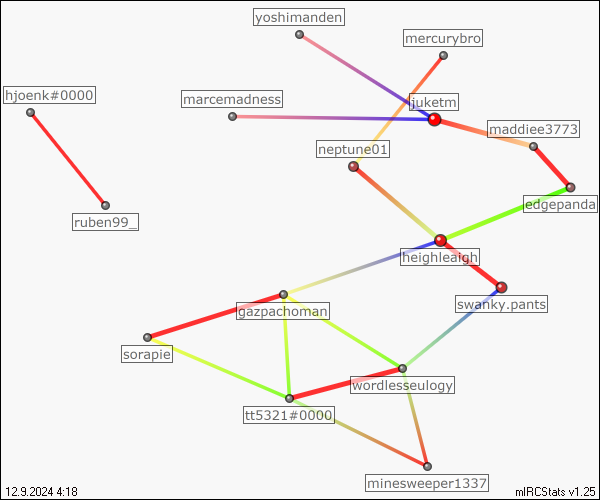 yoshimanden
mercurybro
hjoenk#0000
marcemadness
juketm
maddiee3773
neptune01
edgepanda
ruben99_
heighleaigh
gazpachoman
swanky.pants
sorapie
wordlesseulogy
tt5321#0000
minesweeper1337
12.9.2024 4:18
mIRCStats v1.25